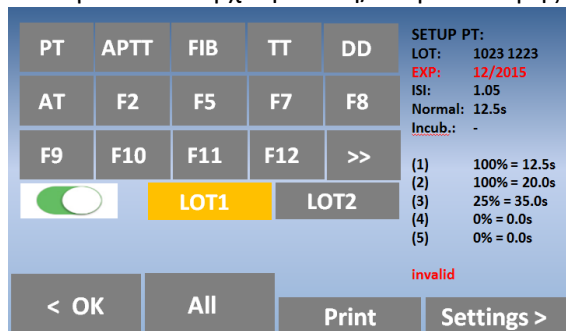 PT APTT FIB TT DD
AT F2 F5 F7 F8
F9 F10 F11 F12 >>
LOT1 LOT2
< OK All Print Settings >
SETUP PT:
LOT: 1023 1223
EXP: 12/2015
ISI: 1.05
Normal: 12.5s
Incub.: -
(1) 100% = 12.5s
(2) 100% = 20.0s
(3) 25% = 35.0s
(4) 0% = 0.0s
(5) 0% = 0.0s
invalid